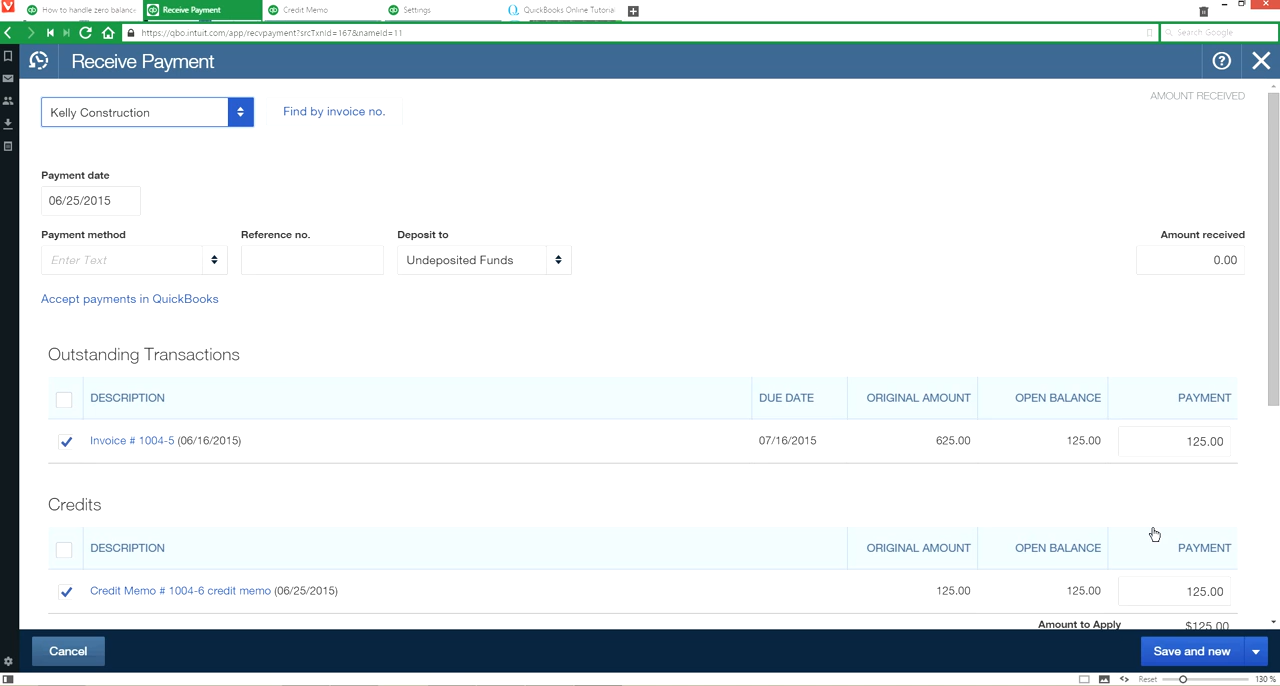 How to handle zero balanc
Receive Payment
Credit Memo
Settings
QuickBooks Online Tutoria
https://qbo.intuit.com/app/recvpayment?srcTxnId=167&nameId=11
Search Google
Receive Payment
Kelly Construction
Find by invoice no.
AMOUNT RECEIVED
Payment date
06/25/2015
Payment method
Reference no.
Deposit to
Amount received
Enter Text
Undeposited Funds
0.00
Accept payments in QuickBooks
Outstanding Transactions
DESCRIPTION DUE DATE ORIGINAL AMOUNT OPEN BALANCE PAYMENT
Invoice # 1004-5 (06/16/2015) 07/16/2015 625.00 125.00 125.00
Credits
DESCRIPTION ORIGINAL AMOUNT OPEN BALANCE PAYMENT
Credit Memo # 1004-6 credit memo (06/25/2015) 125.00 125.00 125.00
Amount to Apply $125.00
Cancel
Save and new
Reset 130 %